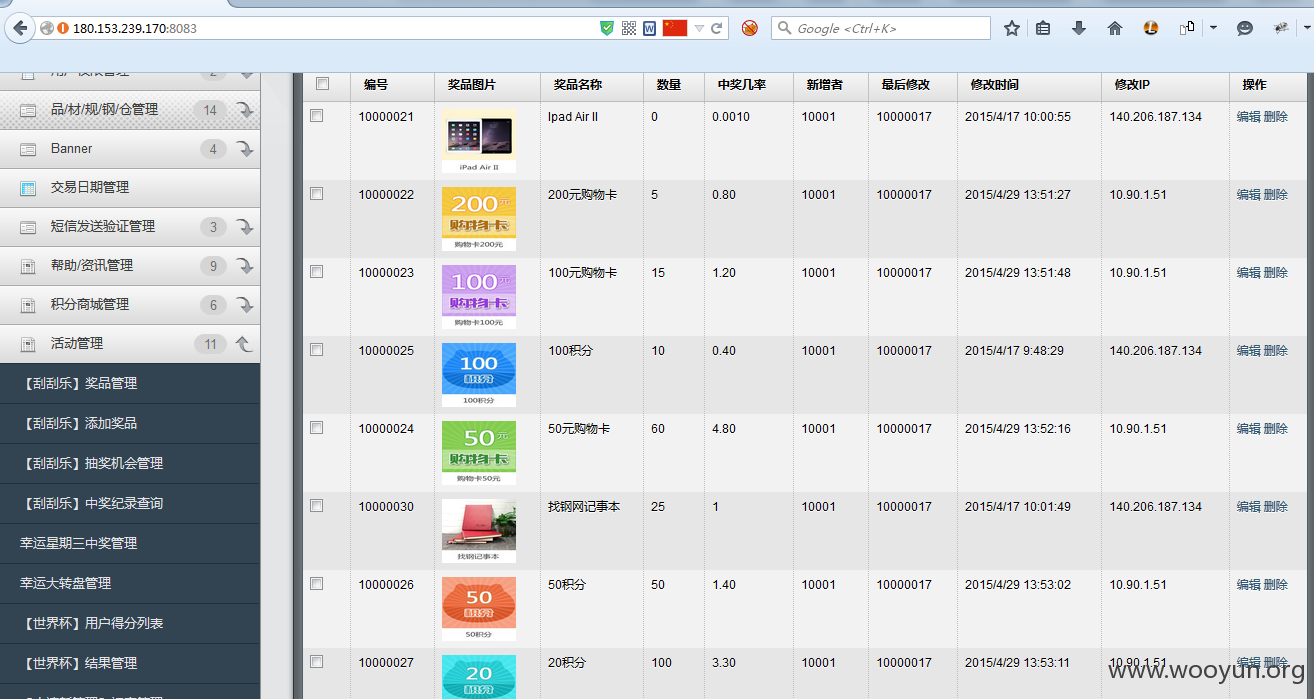 180.153.239.170:8083
Google <Ctrl+K>
品/材/规/钢/仓管理 14
Banner 4
交易日期管理
短信发送验证管理 3
帮助/资讯管理 9
积分商城管理 6
活动管理 11
【刮刮乐】奖品管理
【刮刮乐】添加奖品
【刮刮乐】抽奖机会管理
【刮刮乐】中奖纪录查询
幸运星期三中奖管理
幸运大转盘管理
【世界杯】用户得分列表
【世界杯】结果管理
编号 奖品图片 奖品名称 数量 中奖几率 新增者 最后修改 修改时间 修改IP 操作
10000021 Ipad Air II 0 0.0010 10001 10000017 2015/4/17 10:00:55 140.206.187.134 编辑 删除
iPad Air II
10000022 200元购物卡 5 0.80 10001 10000017 2015/4/29 13:51:27 10.90.1.51 编辑 删除
200元
购物卡
购物卡200元
10000023 100元购物卡 15 1.20 10001 10000017 2015/4/29 13:51:48 10.90.1.51 编辑 删除
100元
购物卡
购物卡100元
10000025 100积分 10 0.40 10001 10000017 2015/4/17 9:48:29 140.206.187.134 编辑 删除
100
100积分
10000024 50元购物卡 60 4.80 10001 10000017 2015/4/29 13:52:16 10.90.1.51 编辑 删除
50元
购物卡
购物卡50元
10000030 找钢网记事本 25 1 10001 10000017 2015/4/17 10:01:49 140.206.187.134 编辑 删除
找钢记事本
10000026 50积分 50 1.40 10001 10000017 2015/4/29 13:53:02 10.90.1.51 编辑 删除
50
50积分
10000027 20积分 100 3.30 10001 10000017 2015/4/29 13:53:11 10.90.1.51 编辑 删除
20
www.wooyun.org